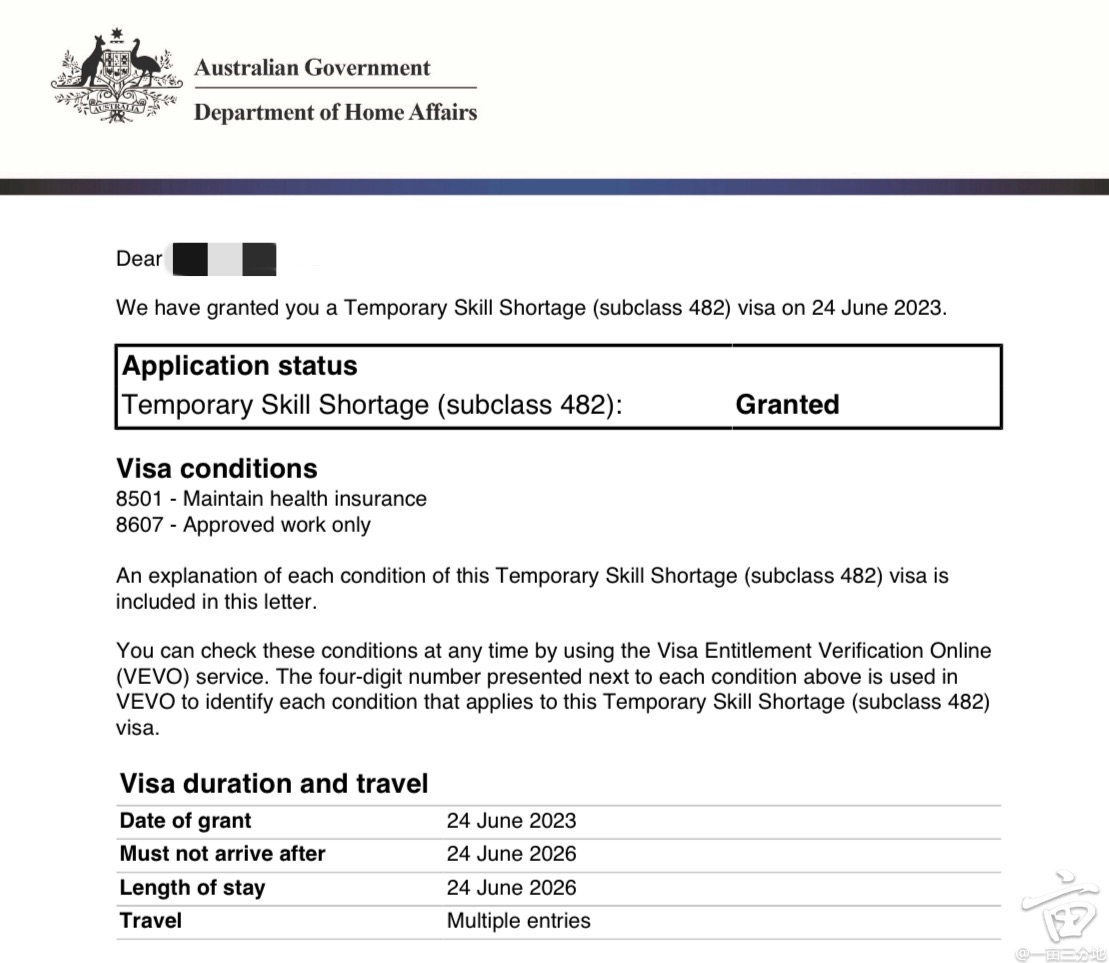 Australian Government
Department of Home Affairs
Dear
We have granted you a Temporary Skill Shortage (subclass 482) visa on 24 June 2023.
Application status
Temporary Skill Shortage (subclass 482): Granted
Visa conditions
8501 - Maintain health insurance
8607 - Approved work only
An explanation of each condition of this Temporary Skill Shortage (subclass 482) visa is
included in this letter.
You can check these conditions at any time by using the Visa Entitlement Verification Online
(VEVO) service. The four-digit number presented next to each condition above is used in
VEVO to identify each condition that applies to this Temporary Skill Shortage (subclass 482)
visa.
Visa duration and travel
Date of grant 24 June 2023
Must not arrive after 24 June 2026
Length of stay 24 June 2026
Travel Multiple entries
亩
@一亩三分地